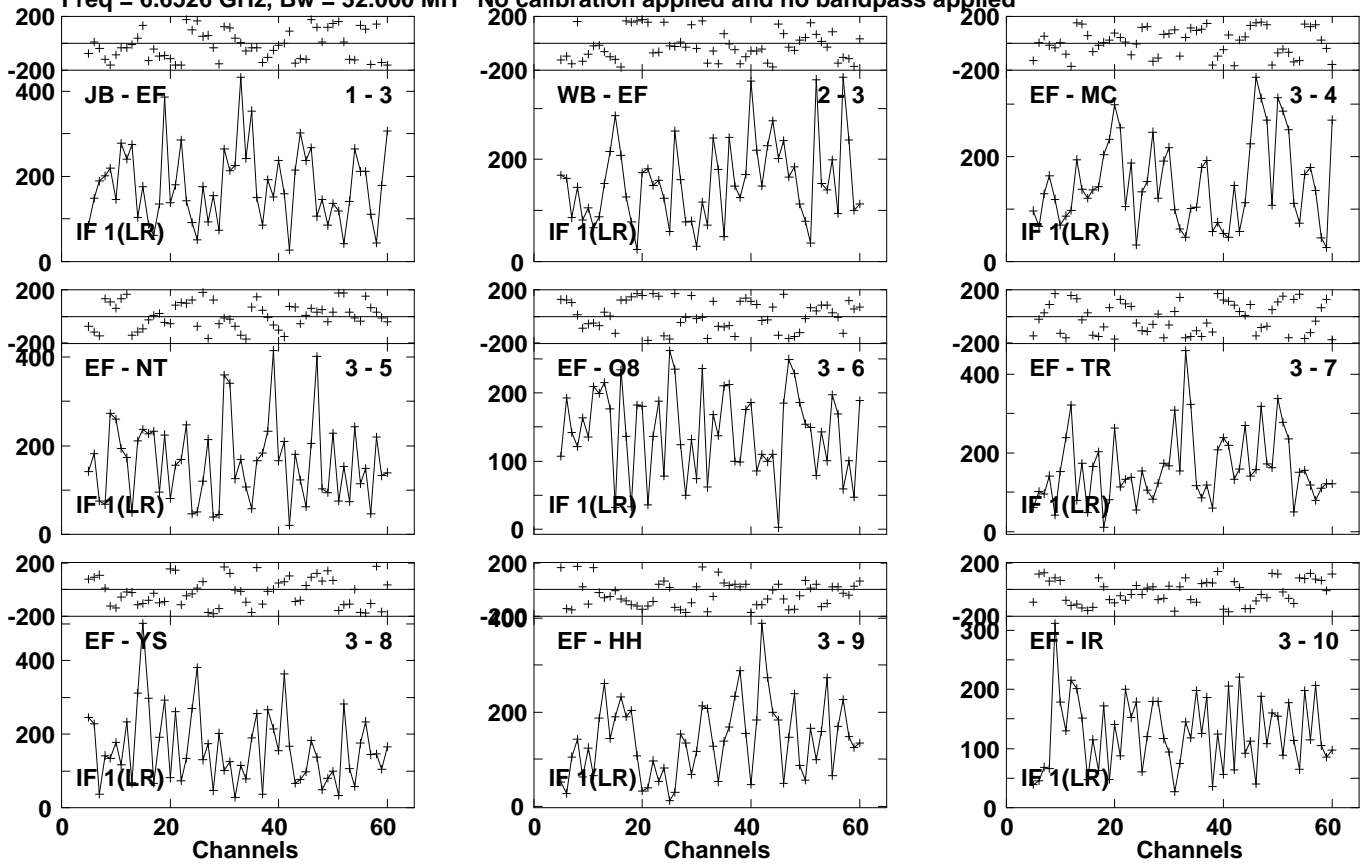 Freq = 6.6526 GHz, Bw = 32.000 MH No calibration applied and no bandpass applied
200
-200
400
200
0
JB - EF 1 - 3
IF 1(LR)
200
-200
200
0
WB - EF 2 - 3
IF 1(LR)
200
-200
200
0
EF - MC 3 - 4
IF 1(LR)
200
-200
400
200
0
EF - NT 3 - 5
IF 1(LR)
200
-200
200
100
0
EF - O8 3 - 6
IF 1(LR)
200
-200
400
200
0
EF - TR 3 - 7
IF 1(LR)
200
-200
400
200
0
EF - YS 3 - 8
IF 1(LR)
0 20 40 60
Channels
200
-200
400
200
0
EF - HH 3 - 9
IF 1(LR)
0 20 40 60
Channels
200
-200
300
200
100
0
EF - IR 3 - 10
IF 1(LR)
0 20 40 60
Channels